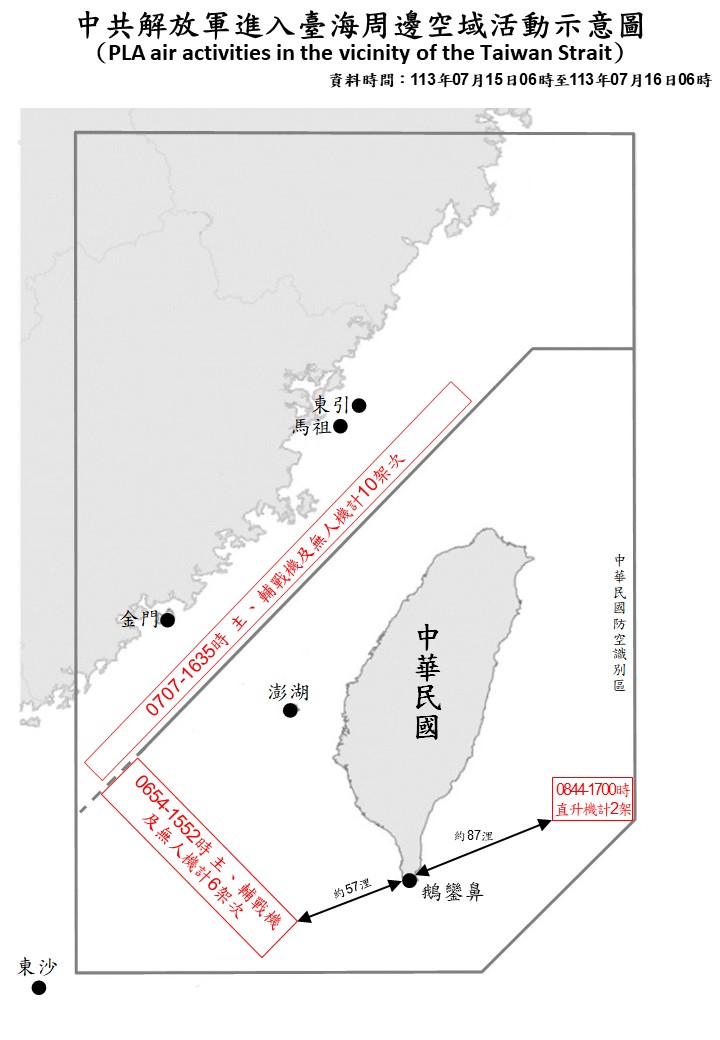 中共解放軍進入臺海周邊空域活動示意圖
（PLA air activities in the vicinity of the Taiwan Strait）
資料時間：113年07月15日06時至113年07月16日06時
東引
馬祖
0707-1635時 主、輔戰機及無人機計10架次
中華民國防空識別區
金門
中華民國
澎湖
0654-1552時 主、輔戰機
及無人機計6架次
0844-1700時
直升機計2架
約87浬
約57浬
鵝鑾鼻
東沙